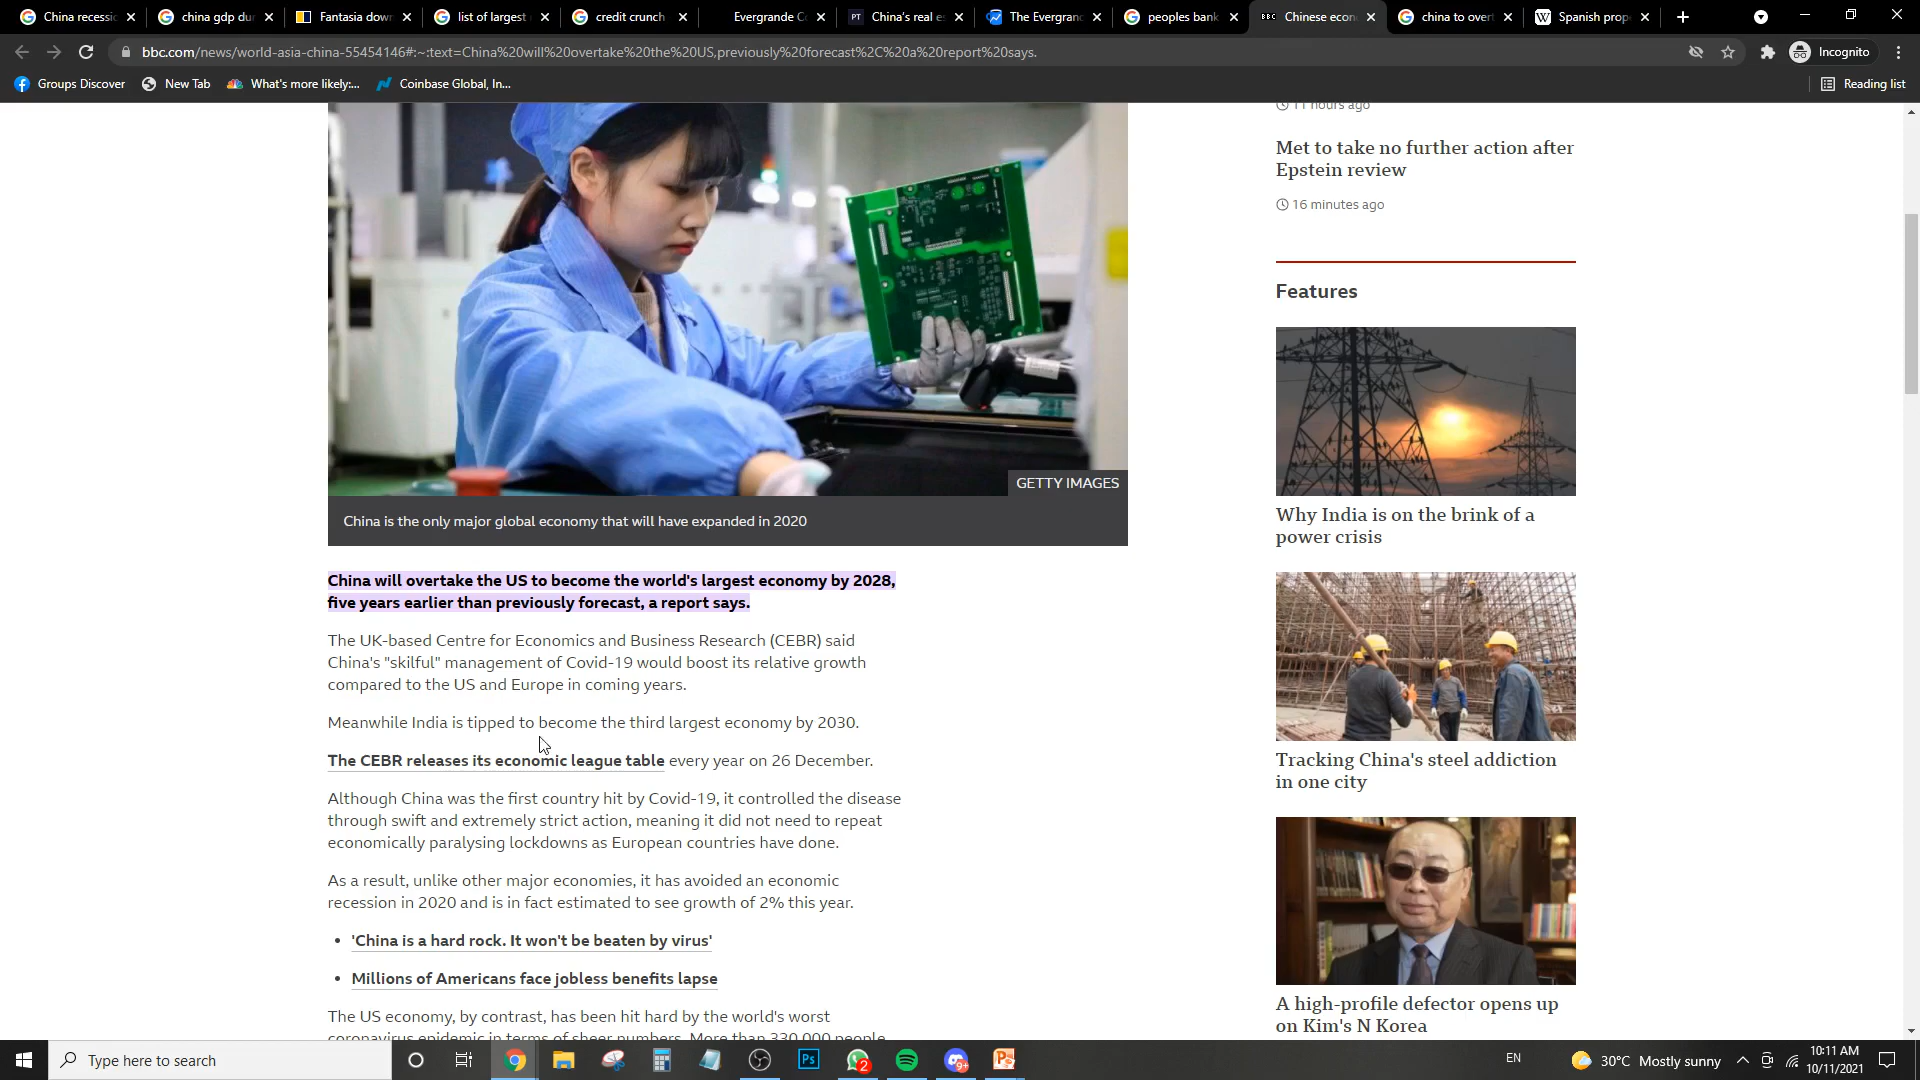 China recessic
china gdp du
Fantasia dow
list of largest
credit crunch
Evergrande C
China's real e
The Evergran
peoples bank
Chinese econ
china to overt
Spanish prop
bbc.com/news/world-asia-china-55454146#:~:text=China%20will%20overtake%20the%20US,previously%20forecast%2C%20a%20report%20says.
Incognito
Groups Discover
New Tab
What's more likely:...
Coinbase Global, In...
Reading list
11 hours ago
Met to take no further action after
Epstein review
16 minutes ago
GETTY IMAGES
China is the only major global economy that will have expanded in 2020
China will overtake the US to become the world's largest economy by 2028,
five years earlier than previously forecast, a report says.
The UK-based Centre for Economics and Business Research (CEBR) said
China's "skilful" management of Covid-19 would boost its relative growth
compared to the US and Europe in coming years.
Meanwhile India is tipped to become the third largest economy by 2030.
The CEBR releases its economic league table every year on 26 December.
Although China was the first country hit by Covid-19, it controlled the disease
through swift and extremely strict action, meaning it did not need to repeat
economically paralysing lockdowns as European countries have done.
As a result, unlike other major economies, it has avoided an economic
recession in 2020 and is in fact estimated to see growth of 2% this year.
• 'China is a hard rock. It won't be beaten by virus'
• Millions of Americans face jobless benefits lapse
The US economy, by contrast, has been hit hard by the world's worst
coronavirus epidemic in terms of sheer numbers. More than 330,000 people
Features
Why India is on the brink of a
power crisis
Tracking China's steel addiction
in one city
A high-profile defector opens up
on Kim's N Korea
Type here to search
EN
30°C Mostly sunny
10:11 AM
10/11/2021